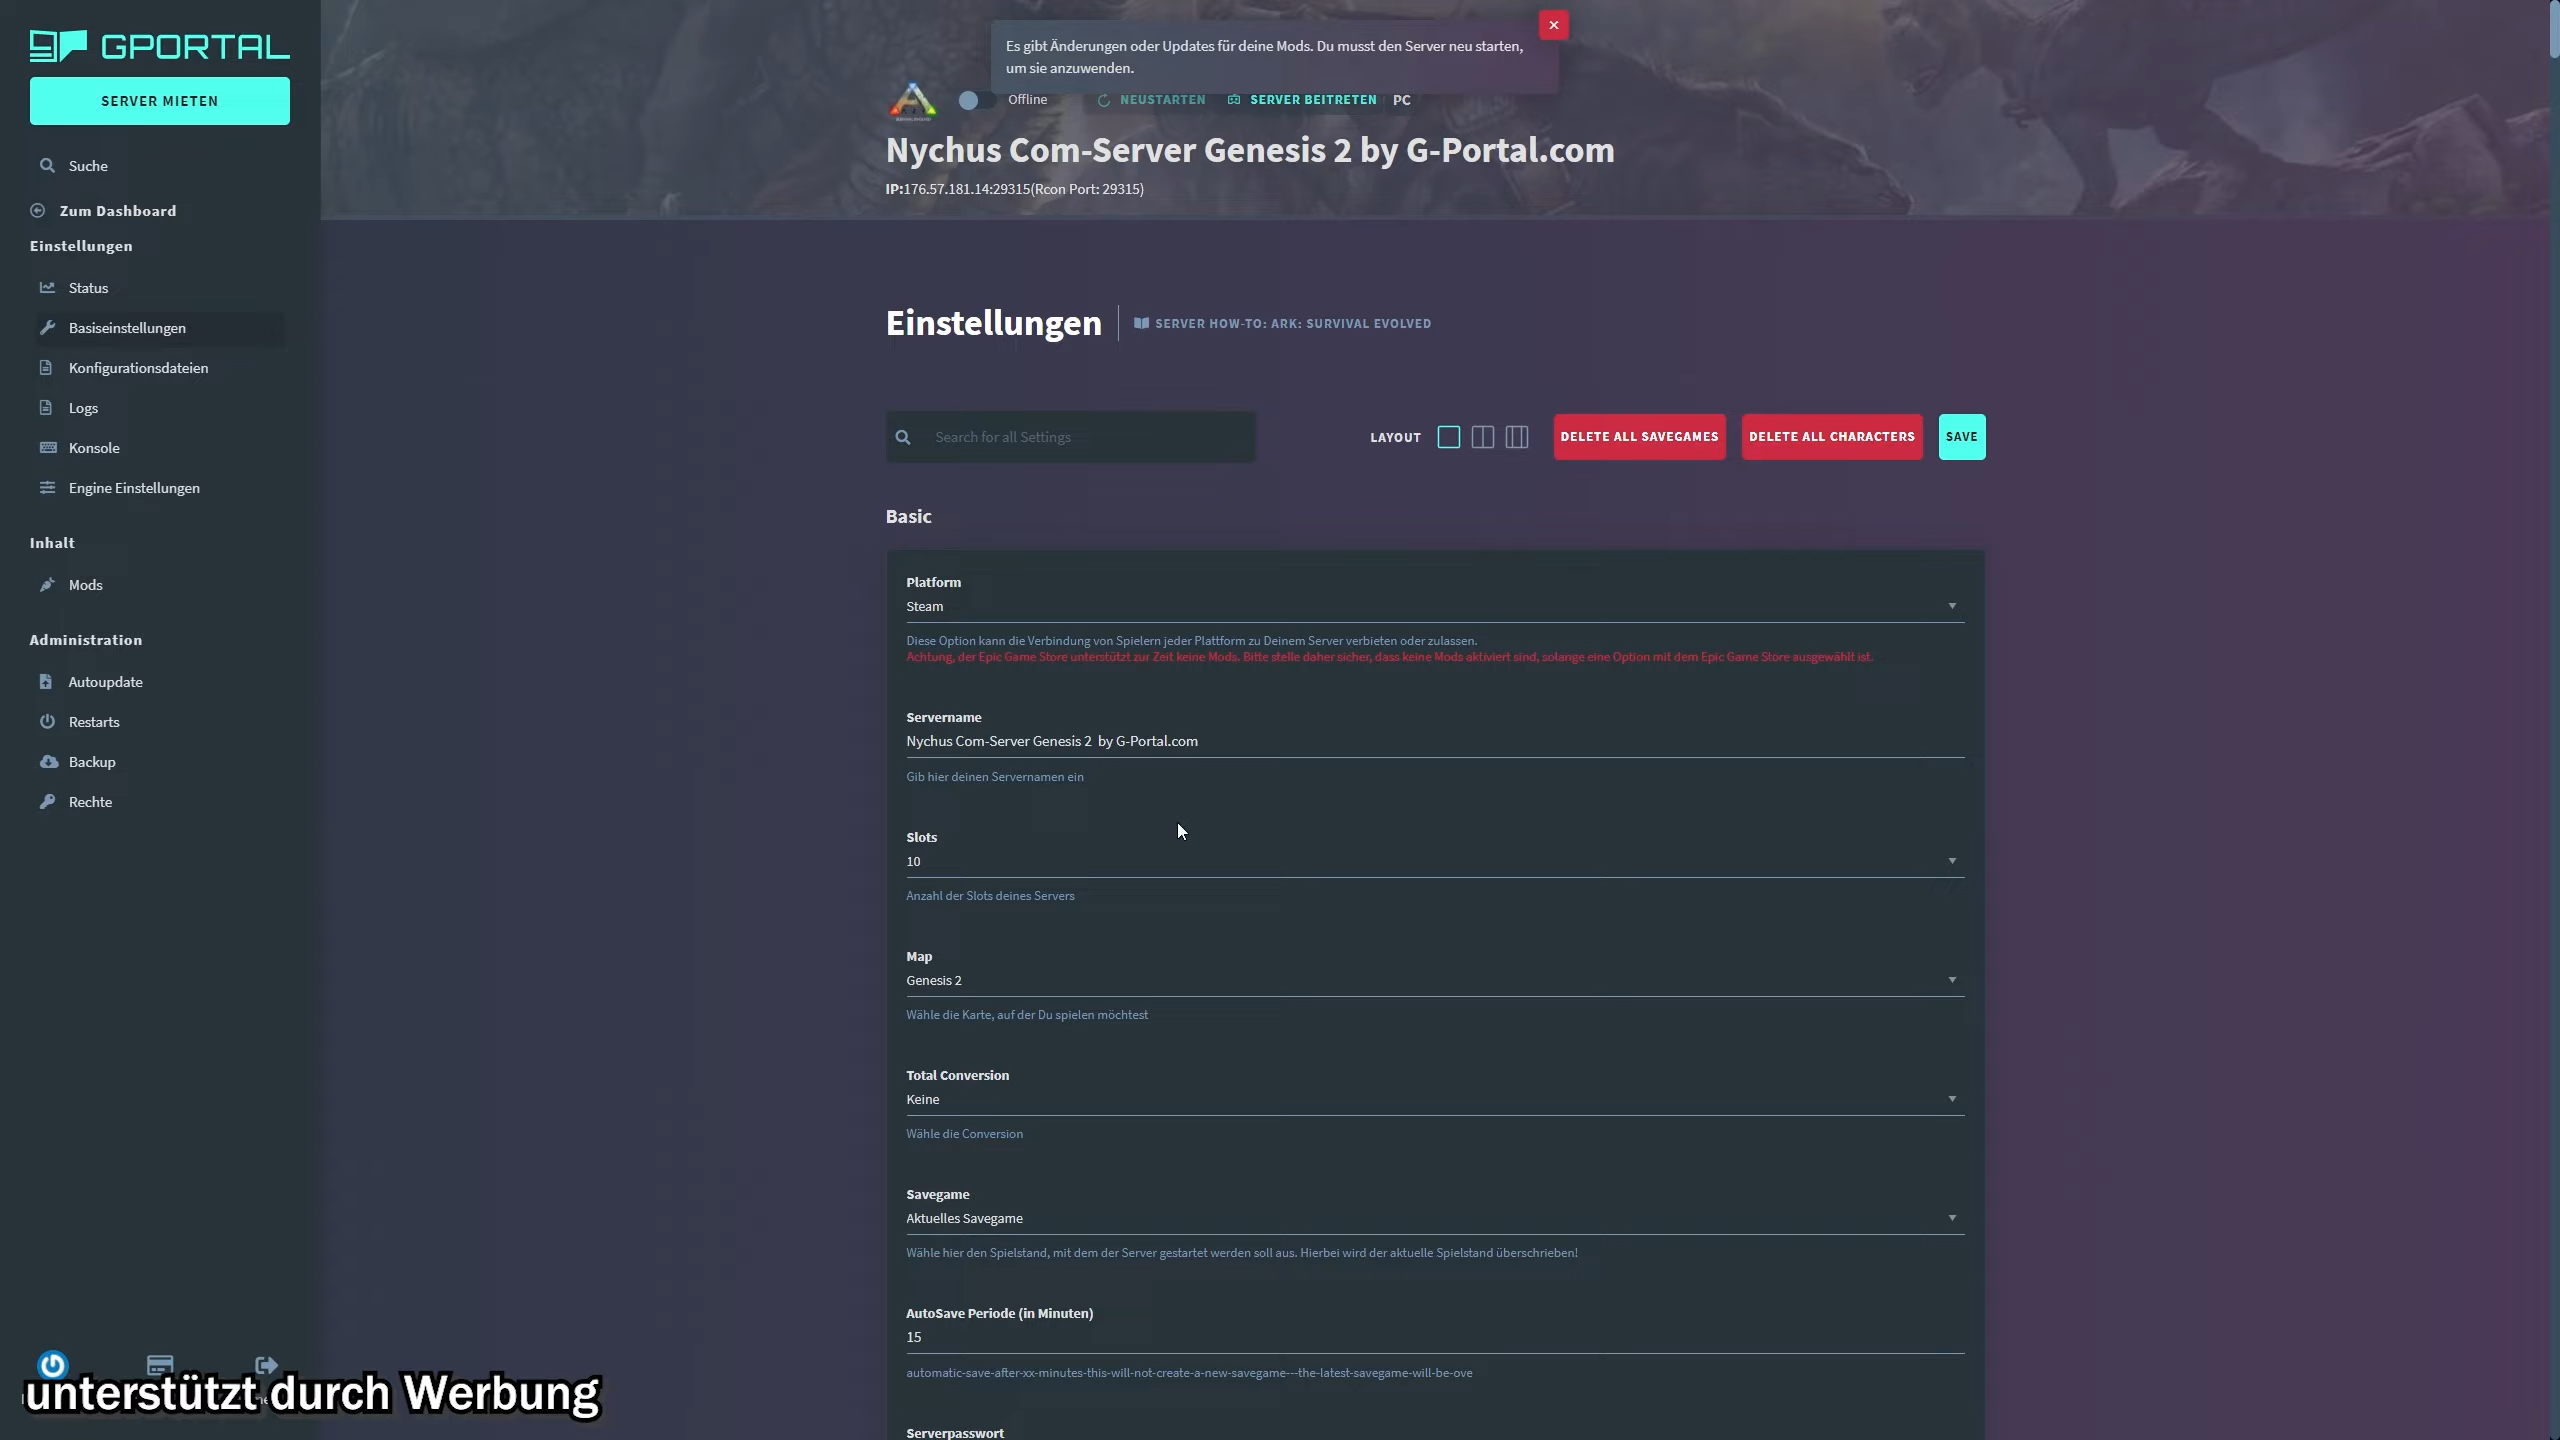 GPORTAL
SERVER MIETEN
Suche
Zum Dashboard
Einstellungen
Status
Basiseinstellungen
Konfigurationsdateien
Logs
Konsole
Engine Einstellungen
Inhalt
Mods
Administration
Autoupdate
Restarts
Backup
Rechte
unterstützt durch Werbung
Es gibt Änderungen oder Updates für deine Mods. Du musst den Server neu starten,
um sie anzuwenden.
Offline NEUSTARTEN SERVER BEITRETEN PC
Nychus Com-Server Genesis 2 by G-Portal.com
IP:176.57.181.14:29315(Rcon Port: 29315)
Einstellungen SERVER HOW-TO: ARK: SURVIVAL EVOLVED
Search for all Settings LAYOUT DELETE ALL SAVEGAMES DELETE ALL CHARACTERS SAVE
Basic
Platform
Steam
Diese Option kann die Verbindung von Spielern jeder Plattform zu Deinem Server verbieten oder zulassen.
Achtung, der Epic Game Store unterstützt zur Zeit keine Mods. Bitte stelle daher sicher, dass keine Mods aktiviert sind, solange eine Option mit dem Epic Game Store ausgewählt ist.
Servername
Nychus Com-Server Genesis 2 by G-Portal.com
Gib hier deinen Servernamen ein
Slots
10
Anzahl der Slots deines Servers
Map
Genesis 2
Wähle die Karte, auf der Du spielen möchtest
Total Conversion
Keine
Wähle die Conversion
Savegame
Aktuelles Savegame
Wähle hier den Spielstand, mit dem der Server gestartet werden soll aus. Hierbei wird der aktuelle Spielstand überschrieben!
AutoSave Periode (in Minuten)
15
automatic-save-after-xx-minutes-this-will-not-create-a-new-savegame---the-latest-savegame-will-be-ove
Serverpasswort